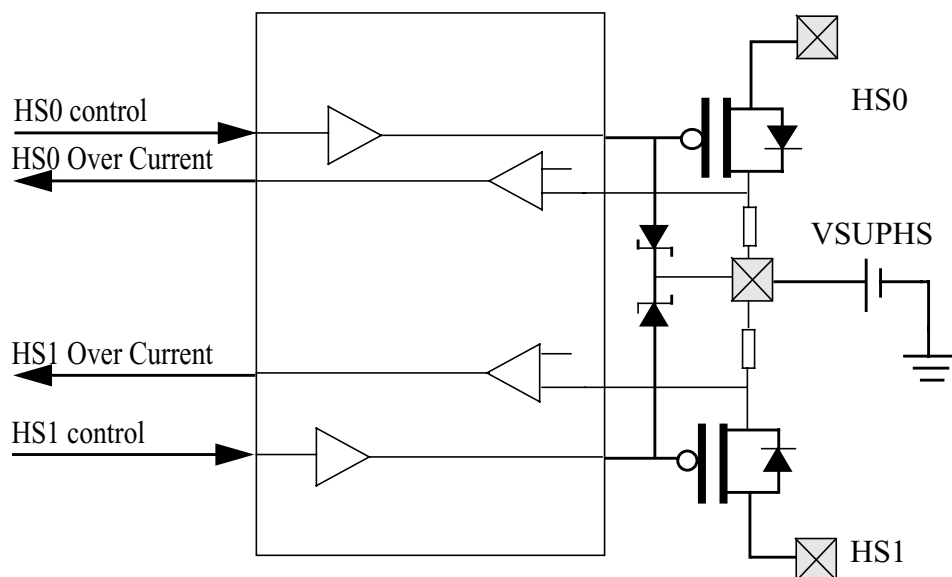 HS0 control
HS0
HS0 Over Current
VSUPHS
HS1 Over Current
HS1 control
HS1